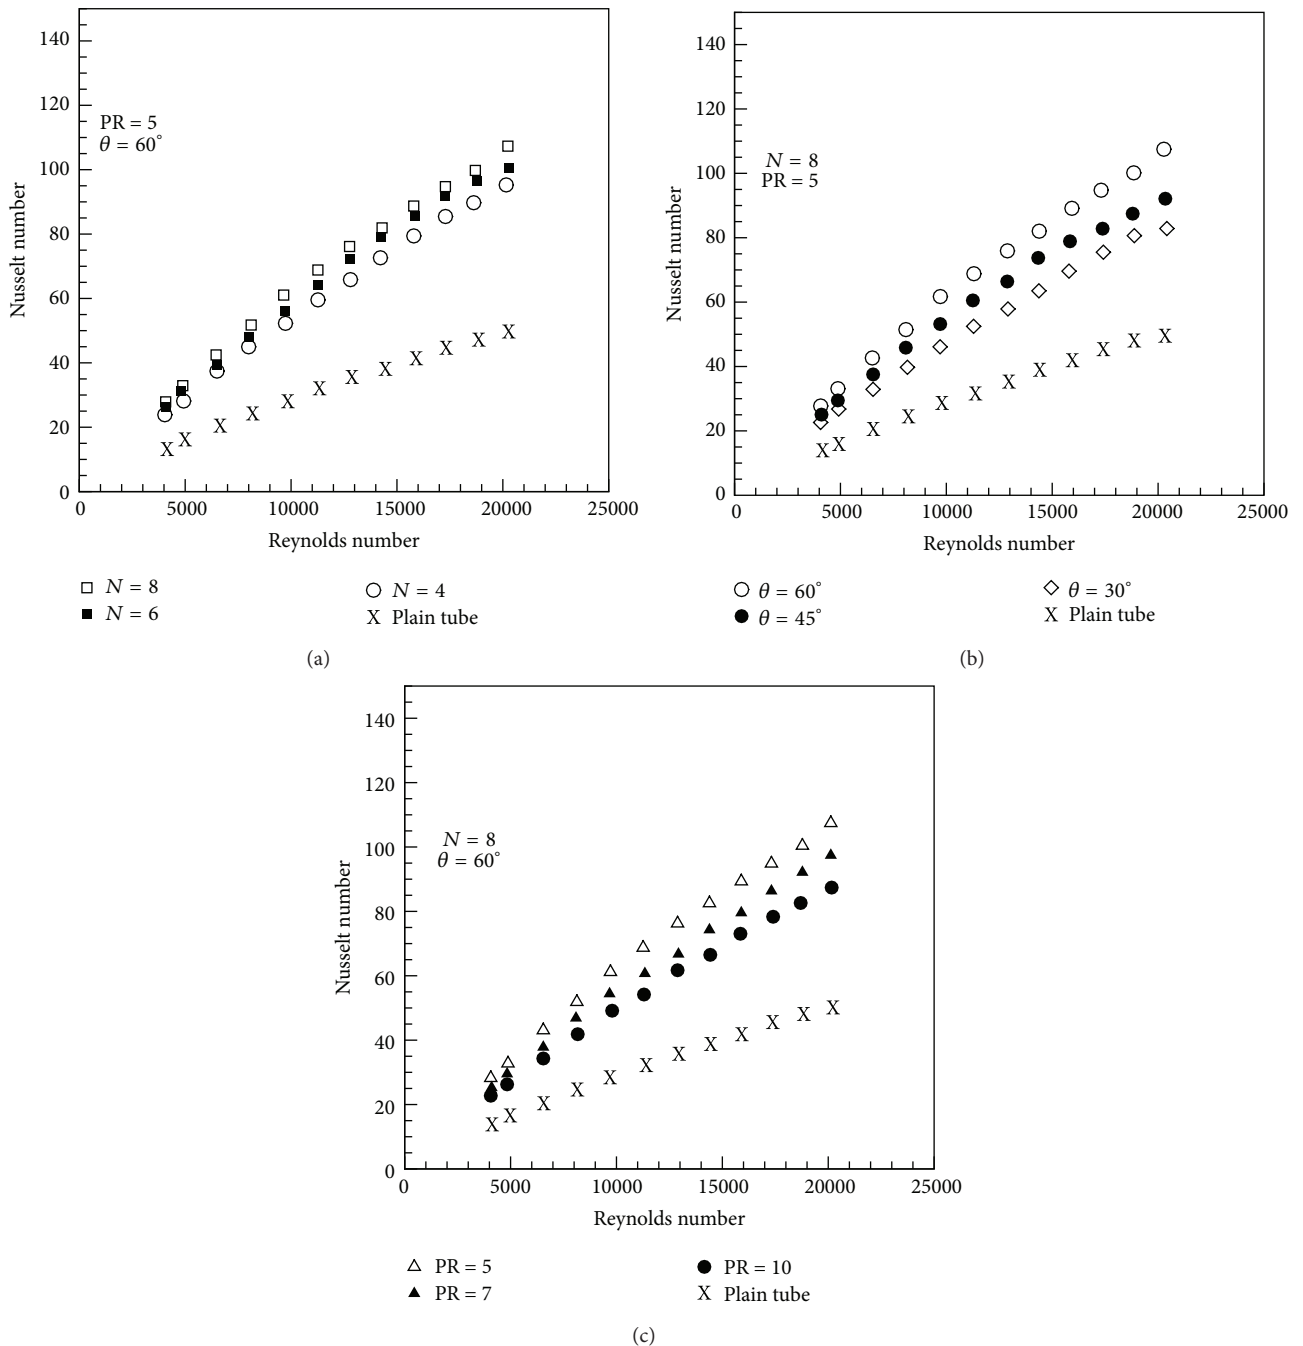 140
120
100
80
60
40
20
0
Nusselt number
PR = 5
θ = 60°
0 5000 10000 15000 20000 25000
Reynolds number
N = 8
N = 4
N = 6
X Plain tube
(a)
140
120
100
80
60
40
20
0
Nusselt number
N = 8
PR = 5
0 5000 10000 15000 20000 25000
Reynolds number
θ = 60°
θ = 30°
θ = 45°
X Plain tube
(b)
140
120
100
80
60
40
20
0
Nusselt number
N = 8
θ = 60°
0 5000 10000 15000 20000 25000
Reynolds number
PR = 5
PR = 10
PR = 7
X Plain tube
(c)